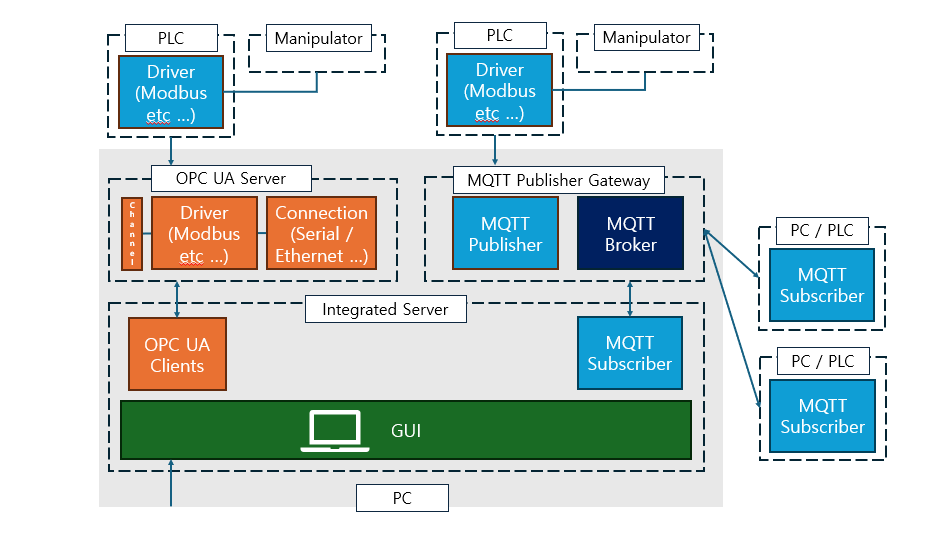 PLC
Manipulator
Driver
(Modbus
etc ...)
PLC
Manipulator
Driver
(Modbus
etc ...)
OPC UA Server
Channel
Driver
(Modbus
etc ...)
Connection
(Serial /
Ethernet ...)
MQTT Publisher Gateway
MQTT
Publisher
MQTT
Broker
PC / PLC
MQTT
Subscriber
PC / PLC
MQTT
Subscriber
Integrated Server
OPC UA
Clients
MQTT
Subscriber
GUI
PC